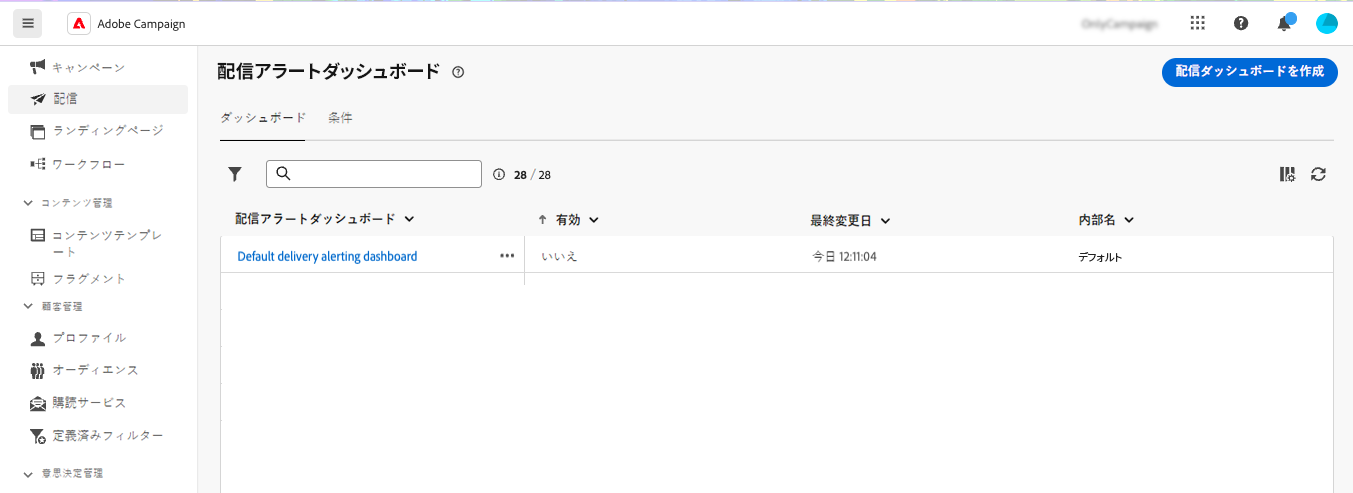 Adobe Campaign
キャンペーン
配信
ランディングページ
ワークフロー
コンテンツ管理
コンテンツテンプレ
ート
フラグメント
顧客管理
プロファイル
オーディエンス
購読サービス
定義済みフィルター
意思決定管理
配信アラートダッシュボード
配信ダッシュボードを作成
ダッシュボード 条件
28 / 28
配信アラートダッシュボード 有効 最終変更日 内部名
Default delivery alerting dashboard いいえ 今日 12:11:04 デフォルト